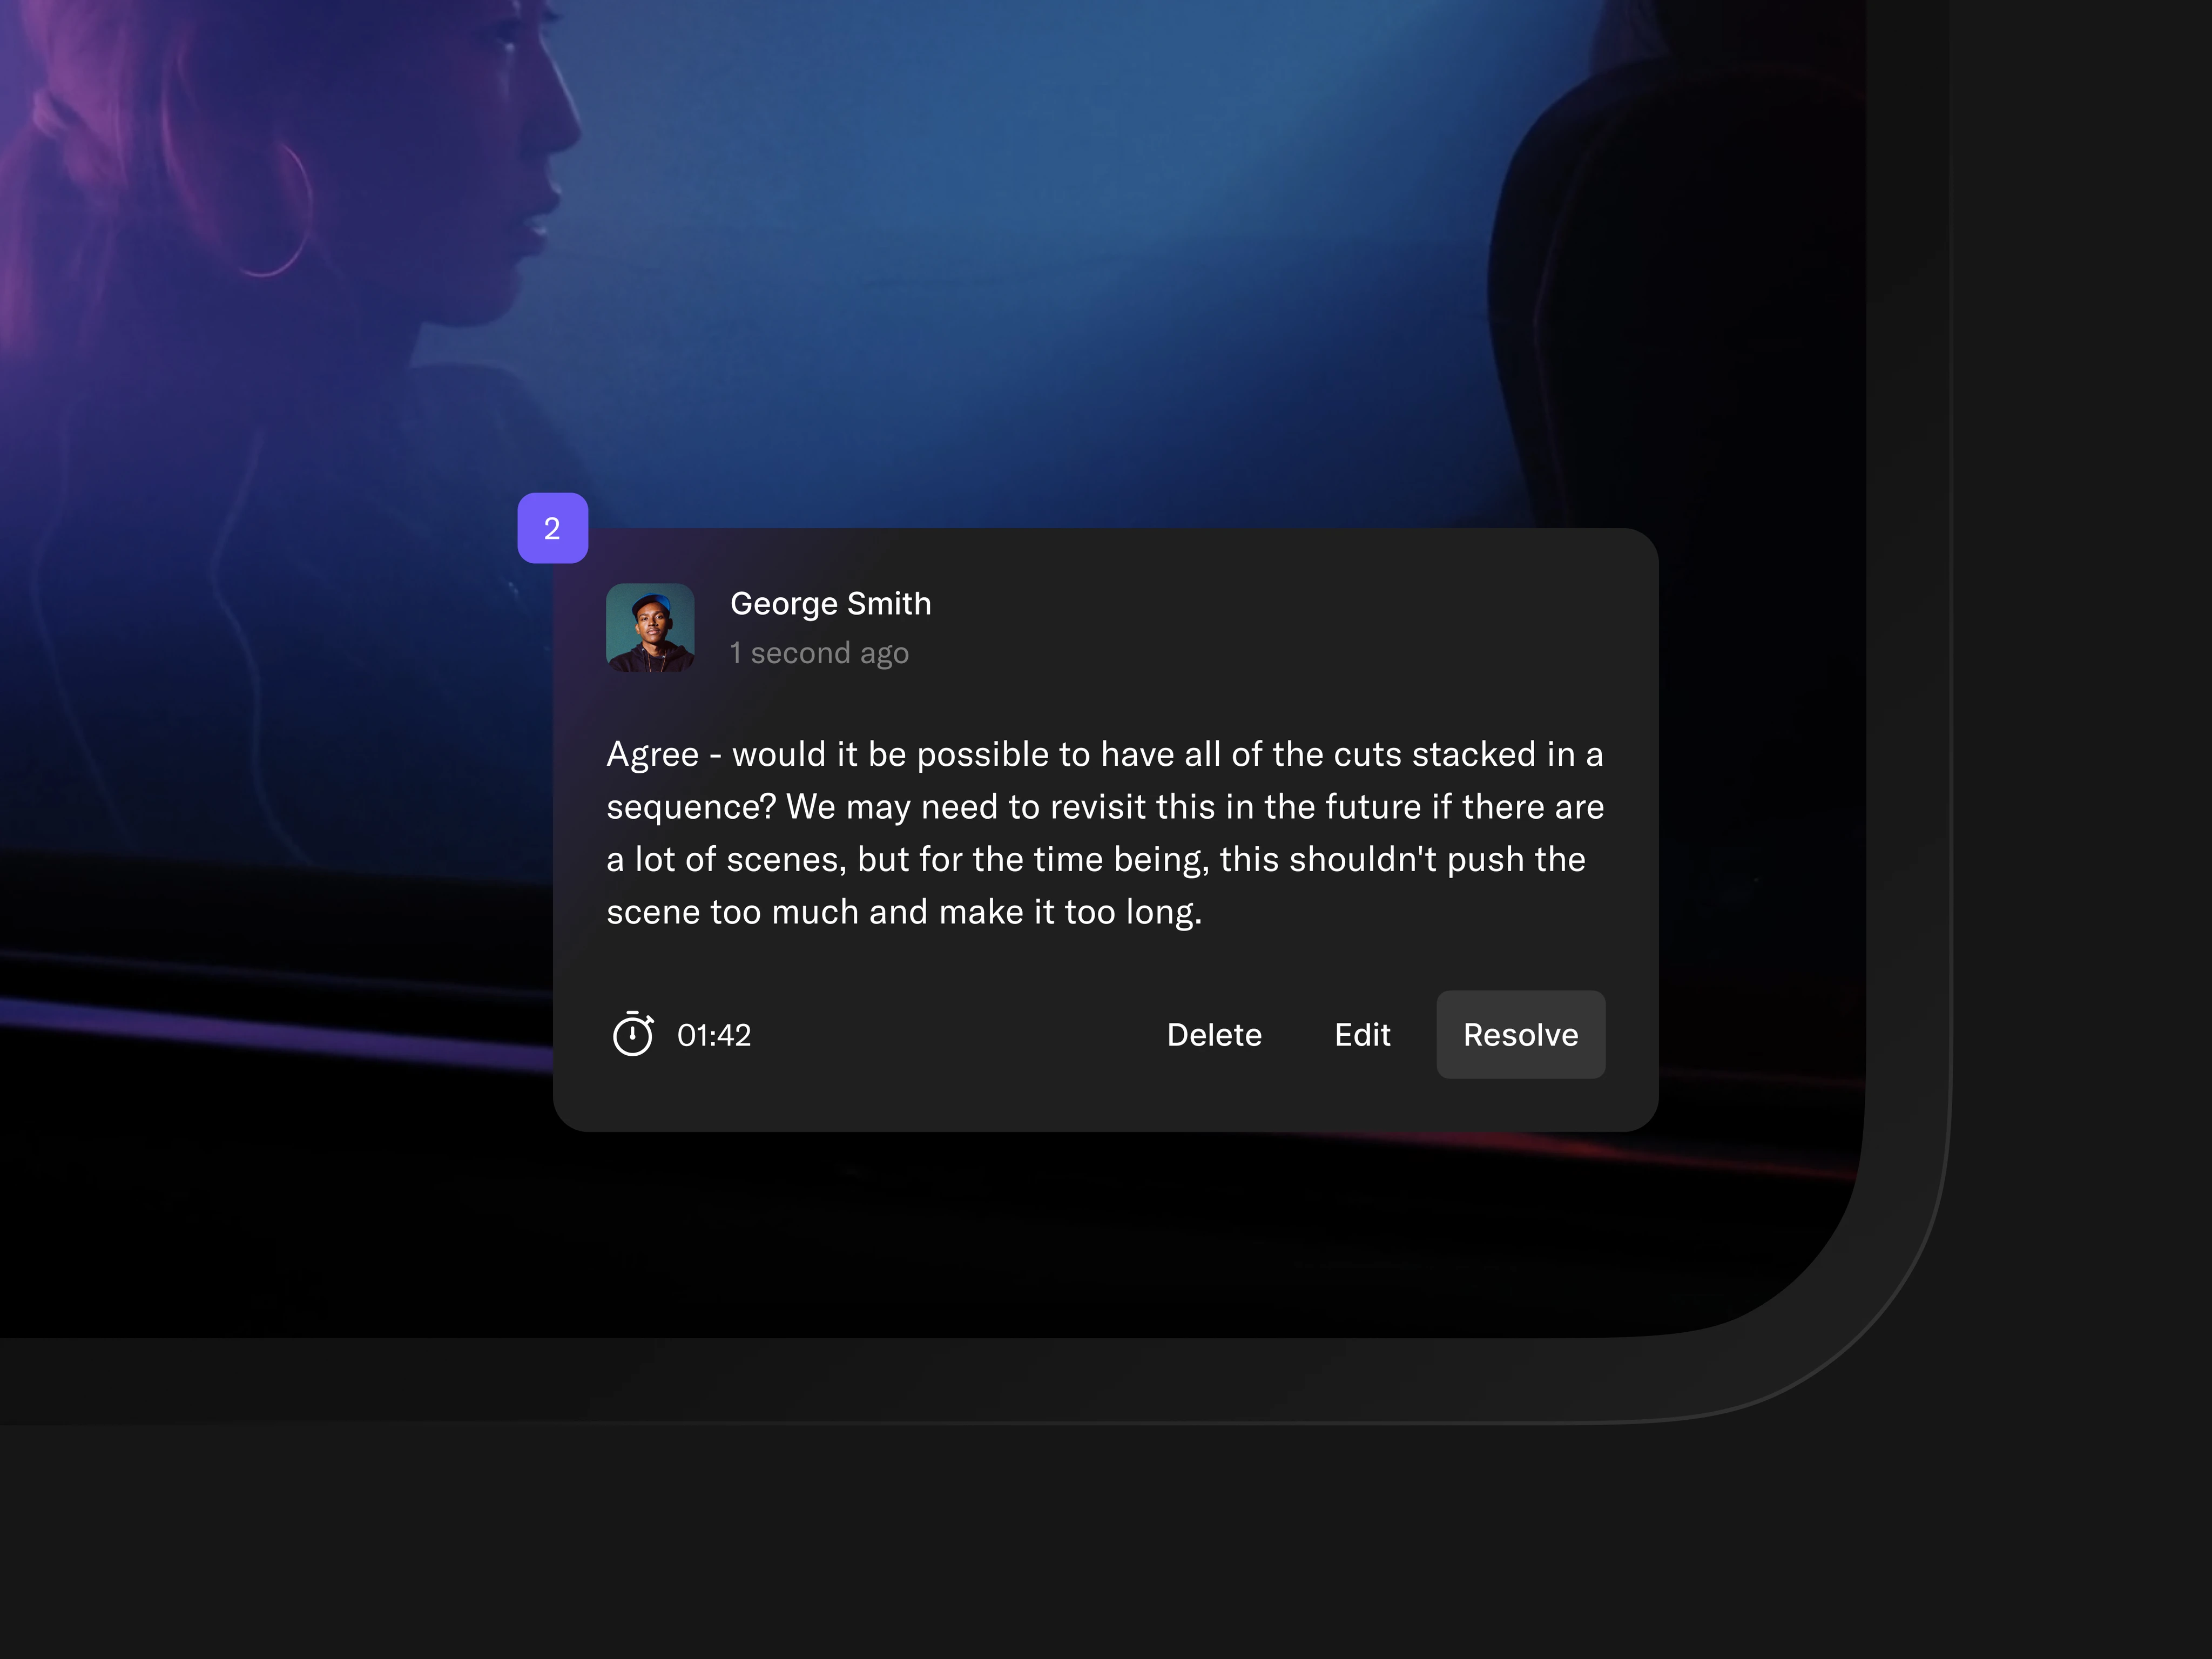 2
George Smith
1 second ago
Agree - would it be possible to have all of the cuts stacked in a
sequence? We may need to revisit this in the future if there are
a lot of scenes, but for the time being, this shouldn't push the
scene too much and make it too long.
01:42 Delete Edit Resolve